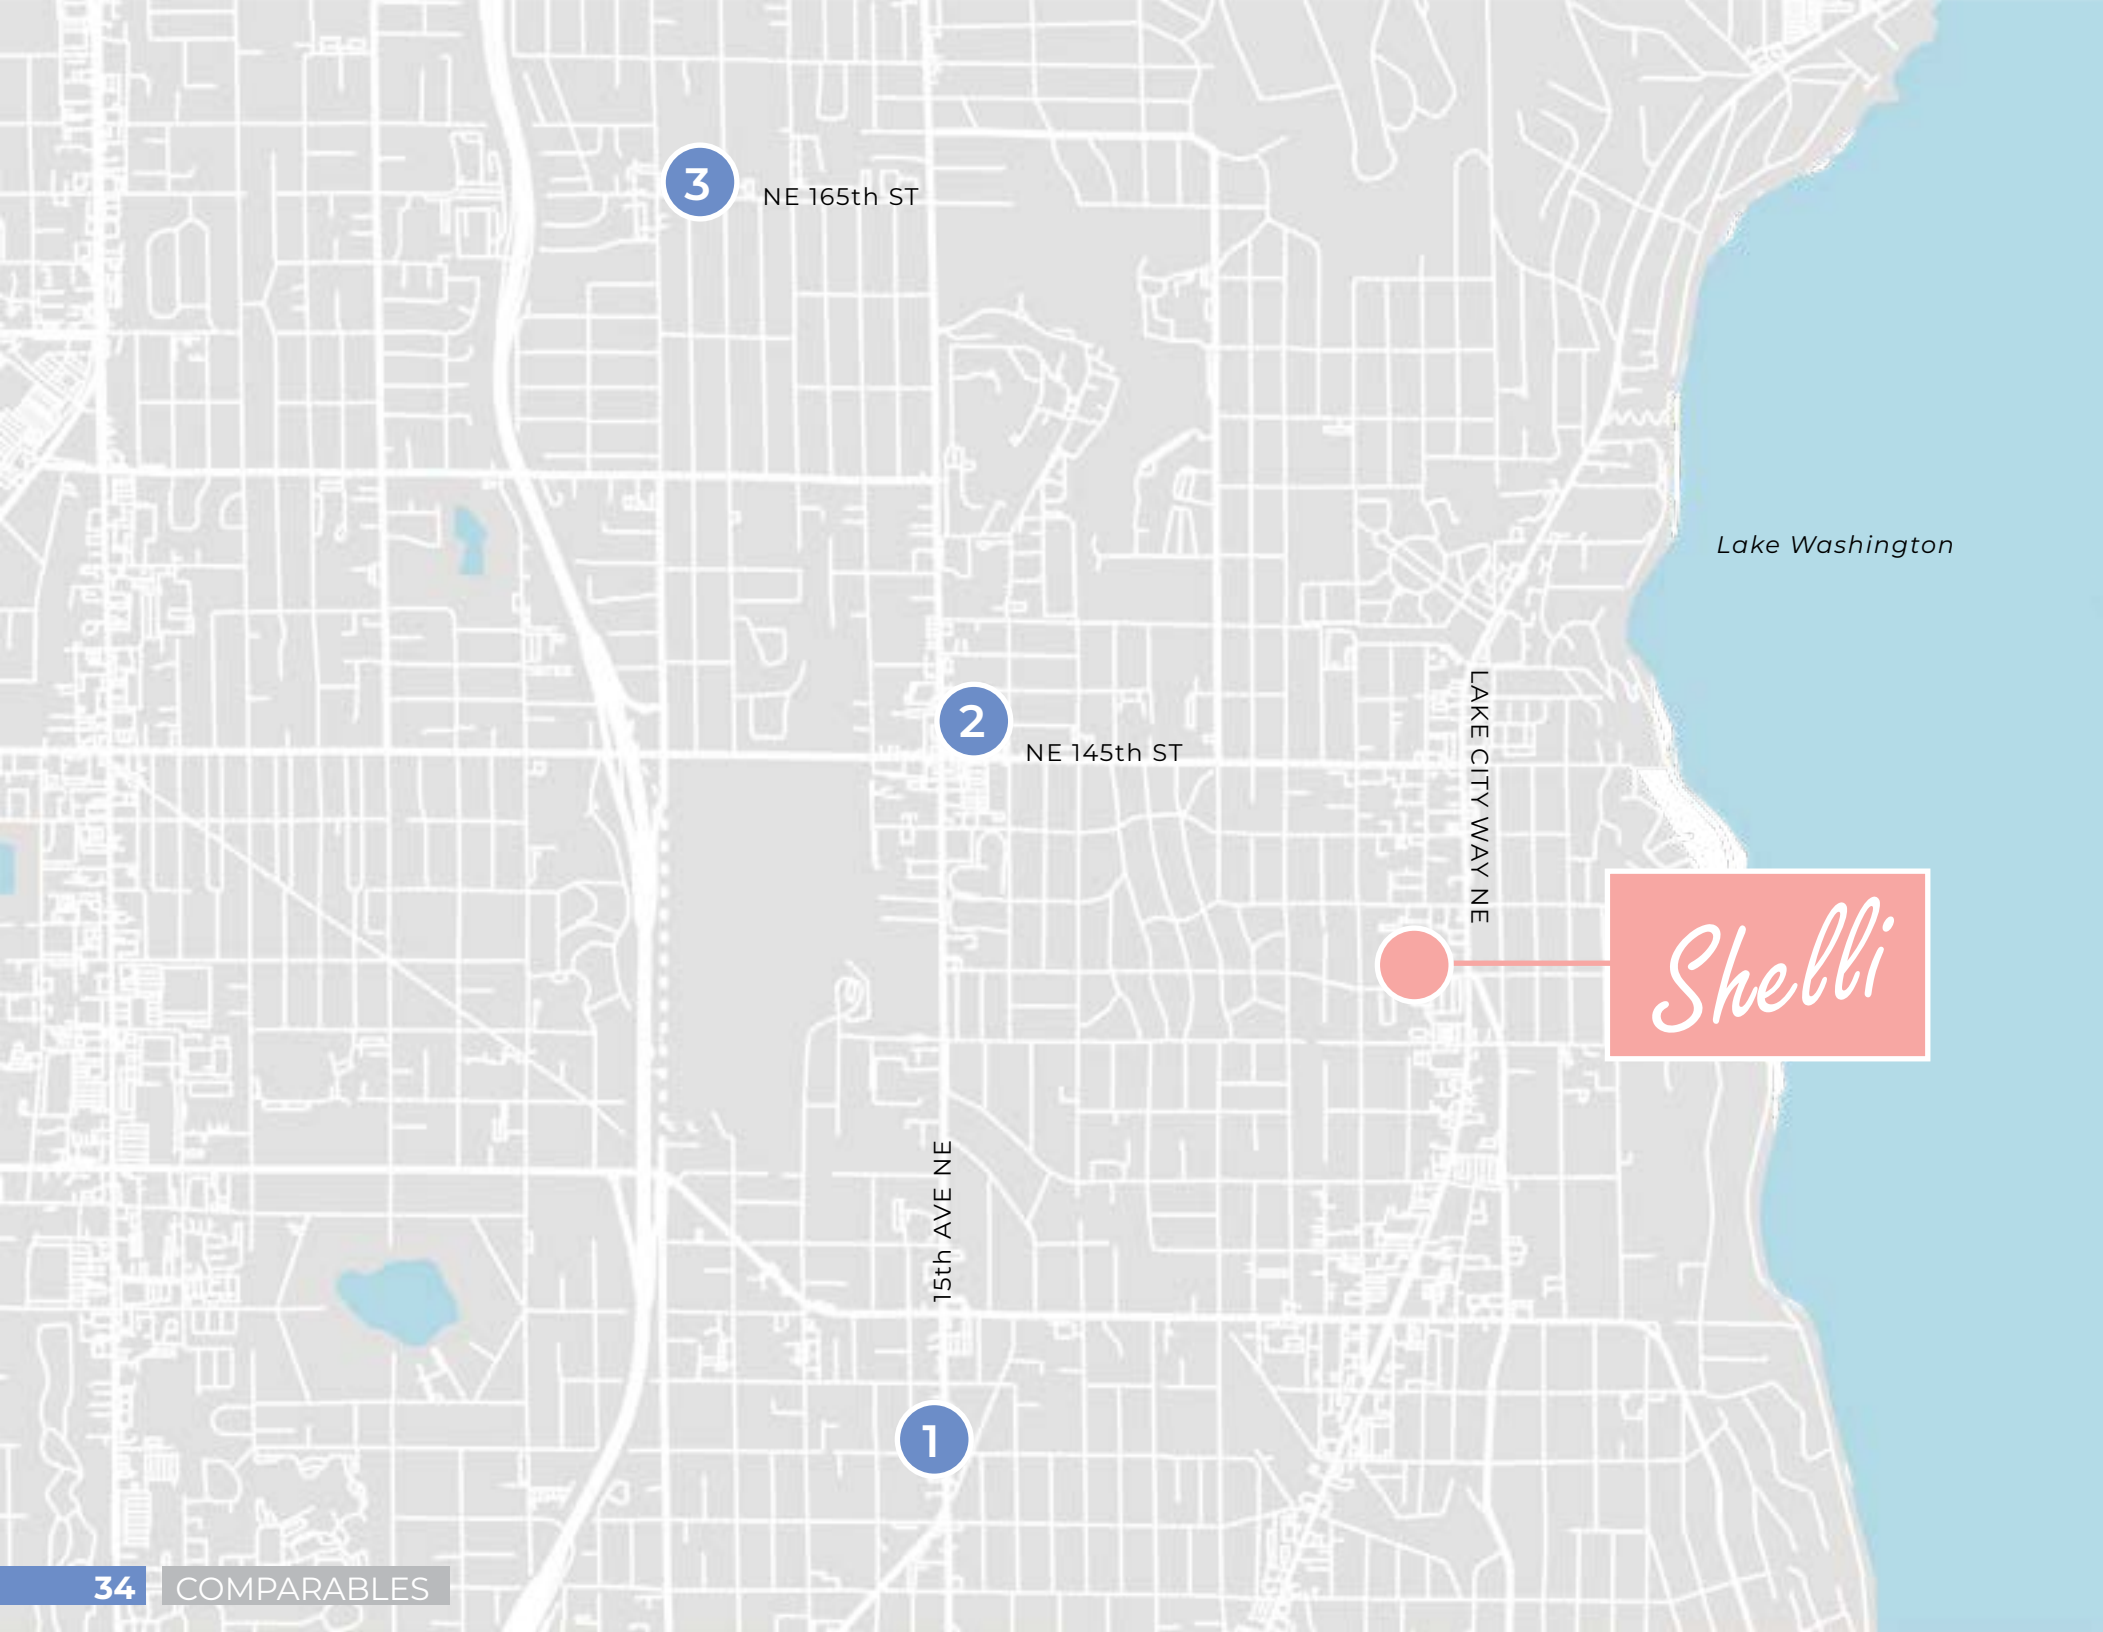 3
NE 165th ST
Lake Washington
LAKE CITY WAY NE
2
NE 145th ST
Shelli
15th AVE NE
1
34 COMPARABLES